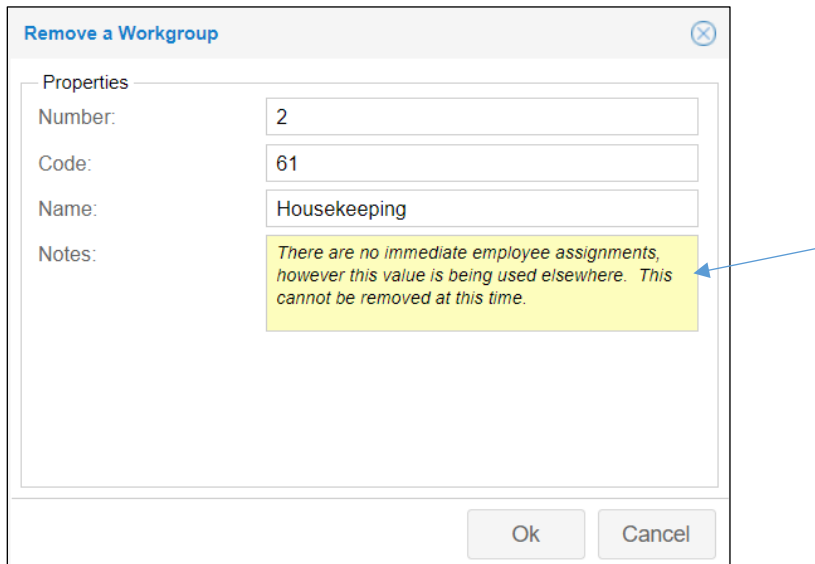 Remove a Workgroup
Properties
Number:
2
Code:
61
Name:
Housekeeping
Notes:
There are no immediate employee assignments,
however this value is being used elsewhere.  This
cannot be removed at this time.
Ok
Cancel